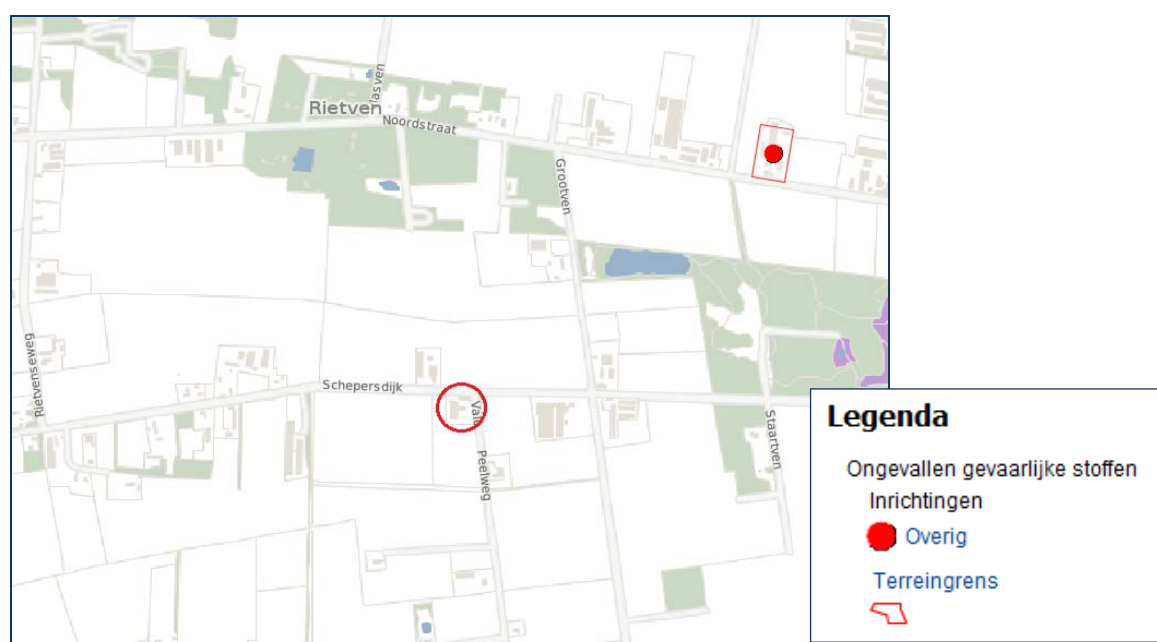 Rietven
Noordstraat
Grootven
Rietvenseweg
Schepersdijk
Peelweg
Staartven
Legenda
Ongevallen gevaarlijke stoffen
Inrichtingen
Overig
Terreingrens